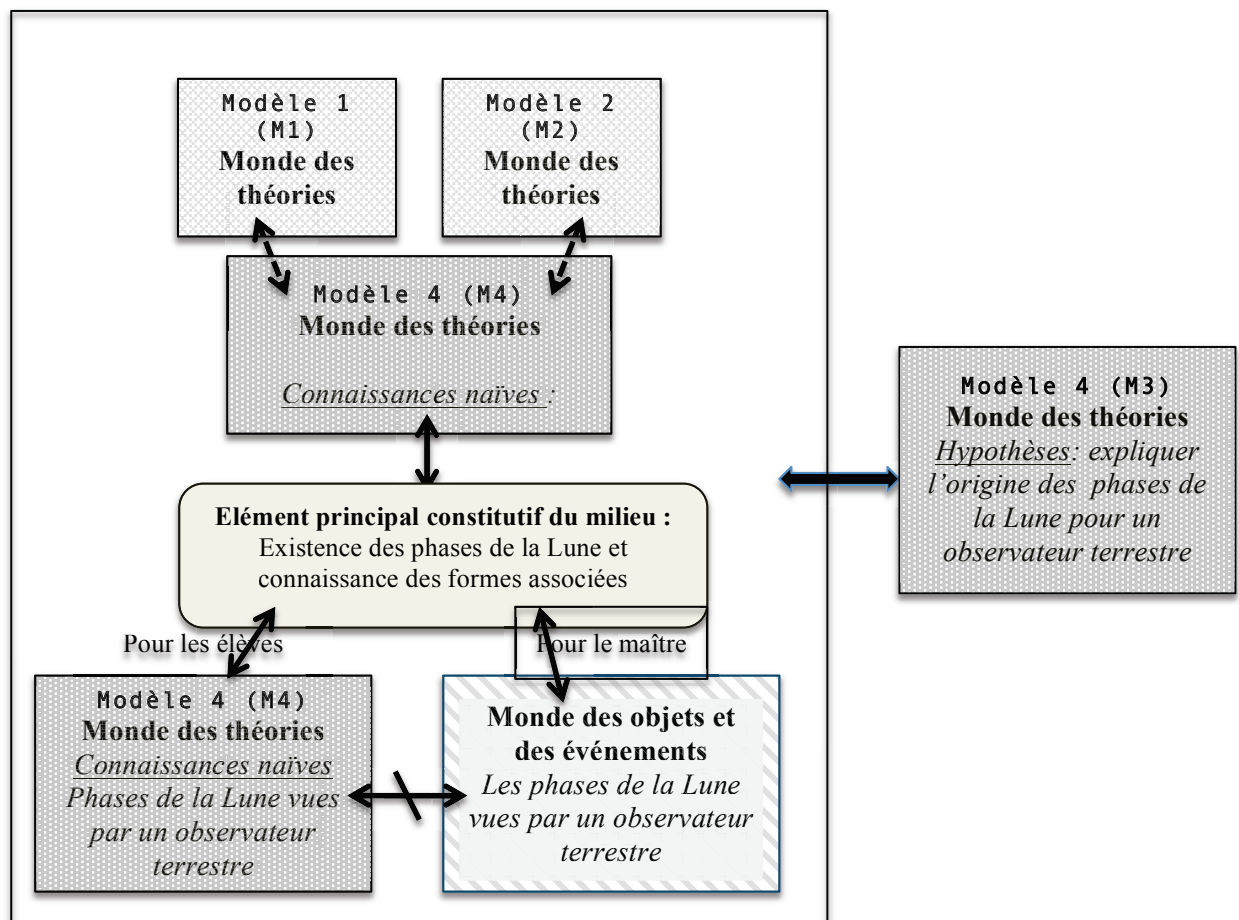 Modèle 1
(M1)
Monde des
théories
Modèle 2
(M2)
Monde des
théories
Modèle 4 (M4)
Monde des théories
Connaissances naïves :
Modèle 4 (M3)
Monde des théories
Hypothèses: expliquer
l’origine des phases de
la Lune pour un
observateur terrestre
Elément principal constitutif du milieu :
Existence des phases de la Lune et
connaissance des formes associées
Pour les élèves
Pour le maître
Modèle 4 (M4)
Monde des théories
Connaissances naïves
Phases de la Lune vues
par un observateur
terrestre
Monde des objets et
des événements
Les phases de la Lune
vues par un observateur
terrestre